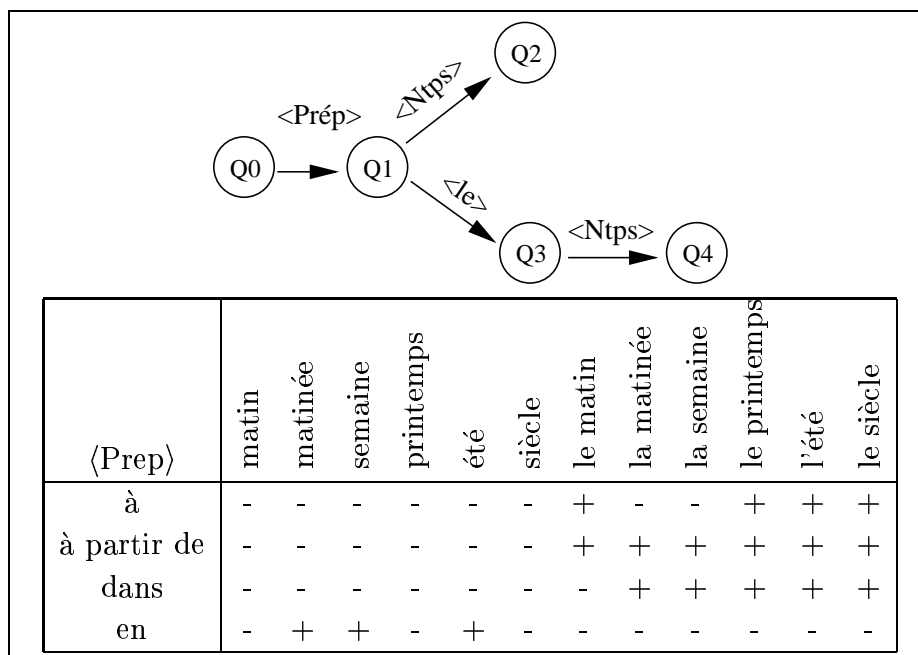 Q2
<Prép> <Ntps>
Q0 Q1
<le> <Ntps>
Q3 Q4
⟨Prep⟩ matin matinée semaine printemps été siècle le matin la matinée la semaine le printemps l'été le siècle
à - - - - - - + - - + + +
à partir de - - - - - - + + + + + +
dans - - - - - - - + + + + +
en - + + - + - - - - - - -